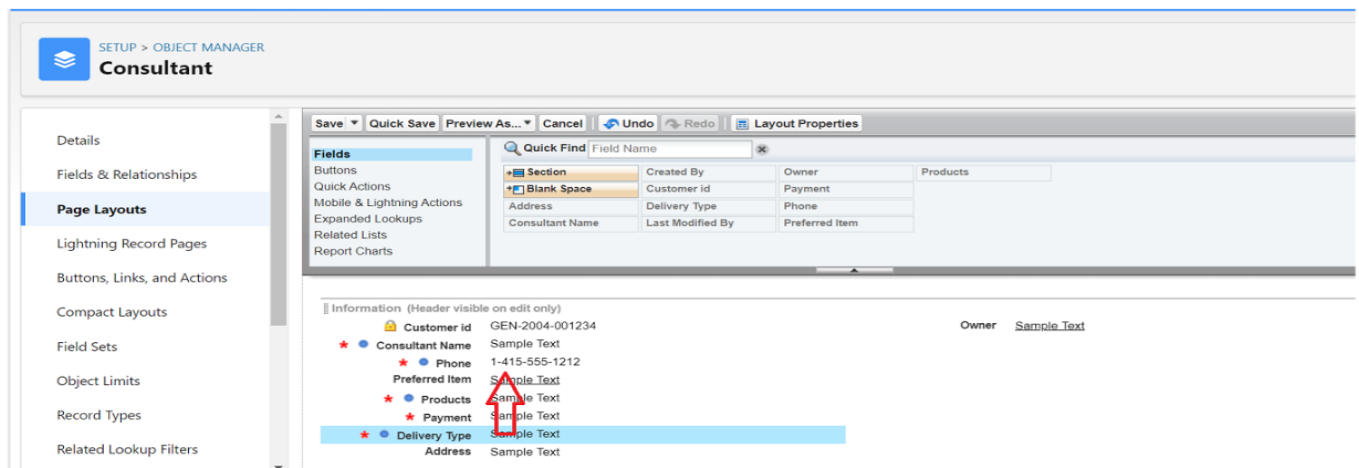 SETUP > OBJECT MANAGER
Consultant
Details
Fields & Relationships
Page Layouts
Lightning Record Pages
Buttons, Links, and Actions
Compact Layouts
Field Sets
Object Limits
Record Types
Related Lookup Filters
Save Quick Save Preview As... Cancel Undo Redo Layout Properties
Fields
Buttons
Quick Actions
Mobile & Lightning Actions
Expanded Lookups
Related Lists
Report Charts
Quick Find Field Name
Section Created By Owner Products
Blank Space Customer id Payment
Address Delivery Type Phone
Consultant Name Last Modified By Preferred Item
Information (Header visible on edit only)
Customer id GEN-2004-001234 Owner Sample Text
* Consultant Name Sample Text
* Phone 1-415-555-1212
Preferred Item Sample Text
* Products Sample Text
* Payment Sample Text
* Delivery Type Sample Text
Address Sample Text